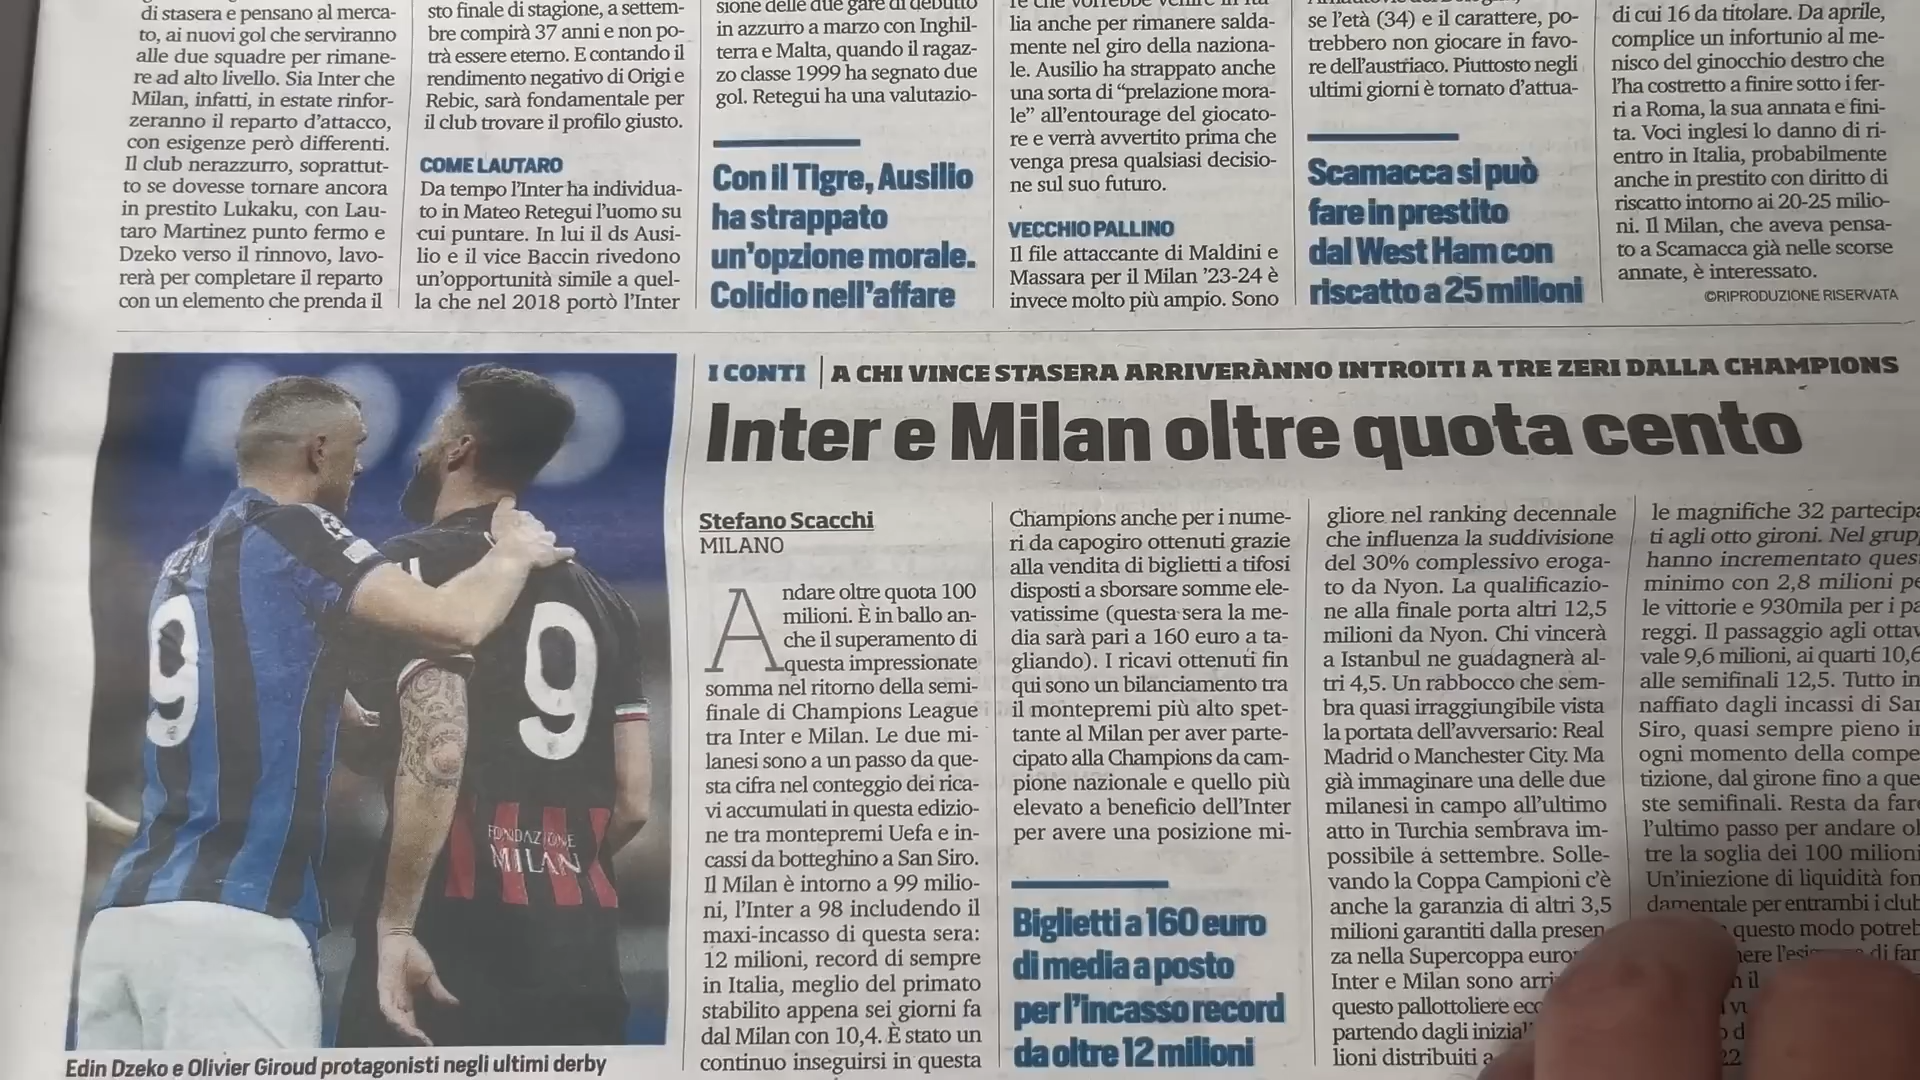 di stasera e pensano al merca-
to, ai nuovi gol che serviranno
alle due squadre per rimane-
re ad alto livello. Sia Inter che
Milan, infatti, in estate rinfor-
zeranno il reparto d'attacco,
con esigenze però differenti.
Il club nerazzurro, soprattut-
to se dovesse tornare ancora
in prestito Lukaku, con Lau-
taro Martinez punto fermo e
Dzeko verso il rinnovo, lavo-
rerà per completare il reparto
con un elemento che prenda il
sto finale di stagione, a settem-
bre compirà 37 anni e non po-
trà essere eterno. E contando il
rendimento negativo di Origi e
Rebic, sarà fondamentale per
il club trovare il profilo giusto.
COME LAUTARO
Da tempo l'Inter ha individua-
to in Mateo Retegui l'uomo su
cui puntare. In lui il ds Ausi-
lio e il vice Baccin rivedono
un'opportunità simile a quel-
la che nel 2018 portò l'Inter
sione delle due gare di debutto
in azzurro a marzo con Inghil-
terra e Malta, quando il ragaz-
zo classe 1999 ha segnato due
gol. Retegui ha una valutazio-
Con il Tigre, Ausilio
ha strappato
un'opzione morale.
Colidio nell'affare
re che vorrebbe venire in Ita-
lia anche per rimanere salda-
mente nel giro della naziona-
le. Ausilio ha strappato anche
una sorta di “prelazione mora-
le” all'entourage del giocato-
re e verrà avvertito prima che
venga presa qualsiasi decisio-
ne sul suo futuro.
VECCHIO PALLINO
Il file attaccante di Maldini e
Massara per il Milan '23-24 è
invece molto più ampio. Sono
se l'età (34) e il carattere, po-
trebbero non giocare in favo-
re dell'austriaco. Piuttosto negli
ultimi giorni è tornato d'attua-
Scamacca si può
fare in prestito
dal West Ham con
riscatto a 25 milioni
di cui 16 da titolare. Da aprile,
complice un infortunio al me-
nisco del ginocchio destro che
l'ha costretto a finire sotto i fer-
ri a Roma, la sua annata e fini-
ta. Voci inglesi lo danno di ri-
entro in Italia, probabilmente
anche in prestito con diritto di
riscatto intorno ai 20-25 milio-
ni. Il Milan, che aveva pensa-
to a Scamacca già nelle scorse
annate, è interessato.
©RIPRODUZIONE RISERVATA
I CONTI | A CHI VINCE STASERA ARRIVERÀNNO INTROITI A TRE ZERI DALLA CHAMPIONS
Inter e Milan oltre quota cento
9
9
FONDAZIONE
MILAN
Edin Dzeko e Olivier Giroud protagonisti negli ultimi derby
Stefano Scacchi
MILANO
Andare oltre quota 100
milioni. È in ballo an-
che il superamento di
questa impressionate
somma nel ritorno della semi-
finale di Champions League
tra Inter e Milan. Le due mi-
lanesi sono a un passo da que-
sta cifra nel conteggio dei rica-
vi accumulati in questa edizio-
ne tra montepremi Uefa e in-
cassi da botteghino a San Siro.
Il Milan è intorno a 99 milio-
ni, l'Inter a 98 includendo il
maxi-incasso di questa sera:
12 milioni, record di sempre
in Italia, meglio del primato
stabilito appena sei giorni fa
dal Milan con 10,4. È stato un
continuo inseguirsi in questa
Champions anche per i nume-
ri da capogiro ottenuti grazie
alla vendita di biglietti a tifosi
disposti a sborsare somme ele-
vatissime (questa sera la me-
dia sarà pari a 160 euro a ta-
gliando). I ricavi ottenuti fin
qui sono un bilanciamento tra
il montepremi più alto spet-
tante al Milan per aver parte-
cipato alla Champions da cam-
pione nazionale e quello più
elevato a beneficio dell'Inter
per avere una posizione mi-
Biglietti a 160 euro
di media a posto
per l'incasso record
da oltre 12 milioni
gliore nel ranking decennale
che influenza la suddivisione
del 30% complessivo eroga-
to da Nyon. La qualificazio-
ne alla finale porta altri 12,5
milioni da Nyon. Chi vincerà
a Istanbul ne guadagnerà al-
tri 4,5. Un rabbocco che sem-
bra quasi irraggiungibile vista
la portata dell'avversario: Real
Madrid o Manchester City. Ma
già immaginare una delle due
milanesi in campo all'ultimo
atto in Turchia sembrava im-
possibile a settembre. Solle-
vando la Coppa Campioni c'è
anche la garanzia di altri 3,5
milioni garantiti dalla presen
za nella Supercoppa euro
Inter e Milan sono arri
questo pallottoliere eco
partendo dagli inizial
lioni distribuiti a
le magnifiche 32 partecipa
ti agli otto gironi. Nel grup
hanno incrementato ques
minimo con 2,8 milioni pe
le vittorie e 930mila per i pa
reggi. Il passaggio agli ottav
vale 9,6 milioni, ai quarti 10,6
alle semifinali 12,5. Tutto in
naffiato dagli incassi di San
Siro, quasi sempre pieno in
ogni momento della compe
tizione, dal girone fino a que
ste semifinali. Resta da fare
l'ultimo passo per andare ol
tre la soglia dei 100 milioni
Un'iniezione di liquidità fon
damentale per entrambi i club
questo modo potreb
di far
il
22